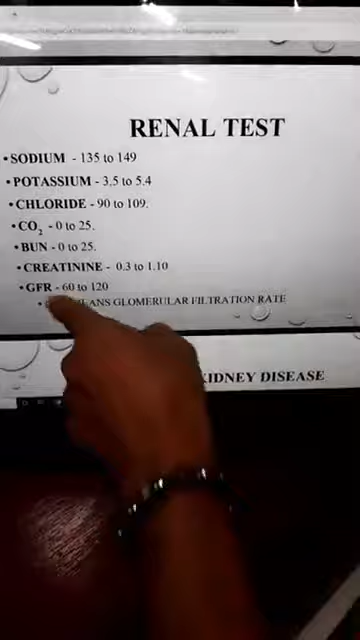 RENAL TEST
• SODIUM - 135 to 149
• POTASSIUM - 3.5 to 5.4
• CHLORIDE - 90 to 109.
• CO₂ - 0 to 25.
• BUN - 0 to 25.
• CREATININE - 0.3 to 1.10
• GFR - 60 to 120
• GLOMERULAR FILTRATION RATE
KIDNEY DISEASE